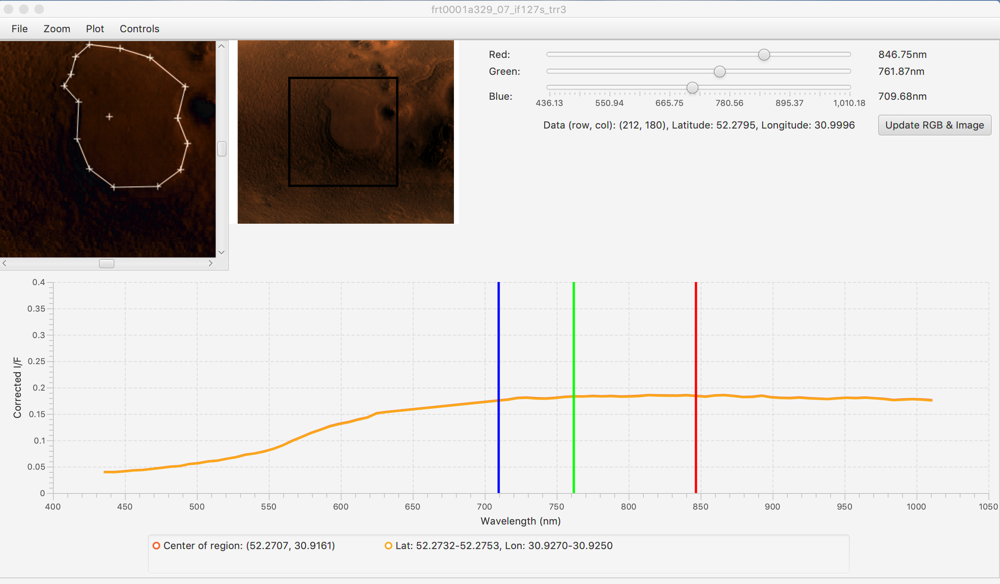 frt0001a329_07_if127s_trr3
File Zoom Plot Controls
Red: 846.75nm
Green: 761.87nm
Blue: 709.68nm
436.13 550.94 665.75 780.56 895.37 1,010.18
Data (row, col): (212, 180), Latitude: 52.2795, Longitude: 30.9996
Update RGB & Image
0.4
0.35
0.3
0.25
0.2
0.15
0.1
0.05
0
Corrected I/F
400 450 500 550 600 650 700 750 800 850 900 950 1000 1050
Wavelength (nm)
Center of region: (52.2707, 30.9161)
Lat: 52.2732-52.2753, Lon: 30.9270-30.9250